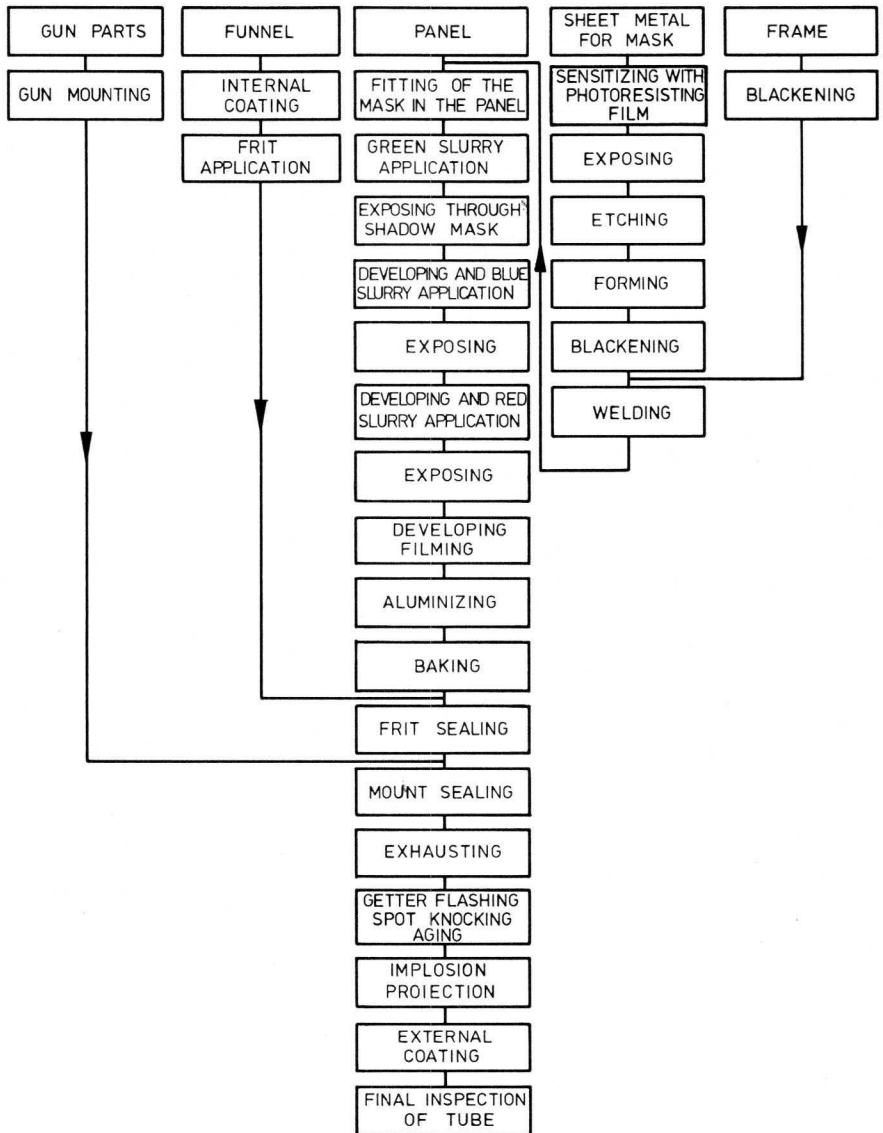 GUN PARTS
GUN MOUNTING
FUNNEL
INTERNAL
COATING
FRIT
APPLICATION
PANEL
FITTING OF THE
MASK IN THE PANEL
GREEN SLURRY
APPLICATION
EXPOSING THROUGH
SHADOW MASK
DEVELOPING AND BLUE
SLURRY APPLICATION
EXPOSING
DEVELOPING AND RED
SLURRY APPLICATION
EXPOSING
DEVELOPING
FILMING
ALUMINIZING
BAKING
FRIT SEALING
MOUNT SEALING
EXHAUSTING
GETTER FLASHING
SPOT KNOCKING
AGING
IMPLOSION
PROIECTION
EXTERNAL
COATING
FINAL INSPECTION
OF TUBE
SHEET METAL
FOR MASK
SENSITIZING WITH
PHOTORESISTING
FILM
EXPOSING
ETCHING
FORMING
BLACKENING
WELDING
FRAME
BLACKENING